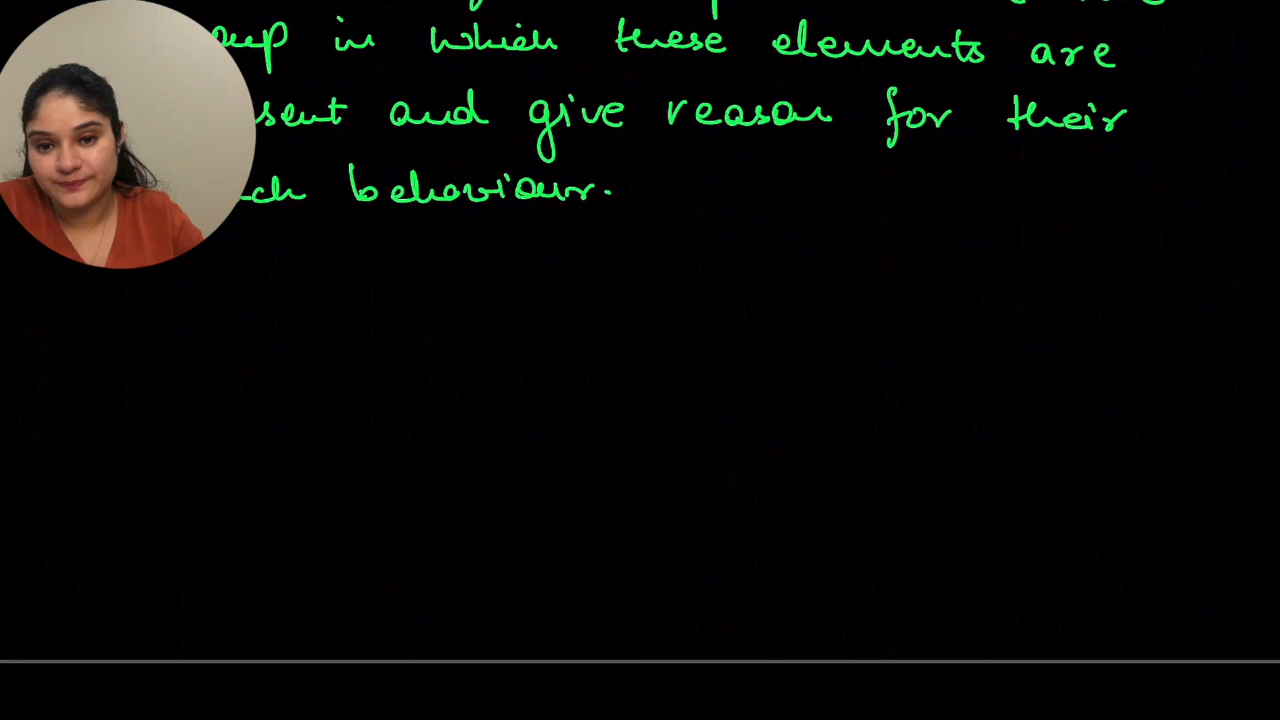 in which these elements are
and give reason for their
behaviour.